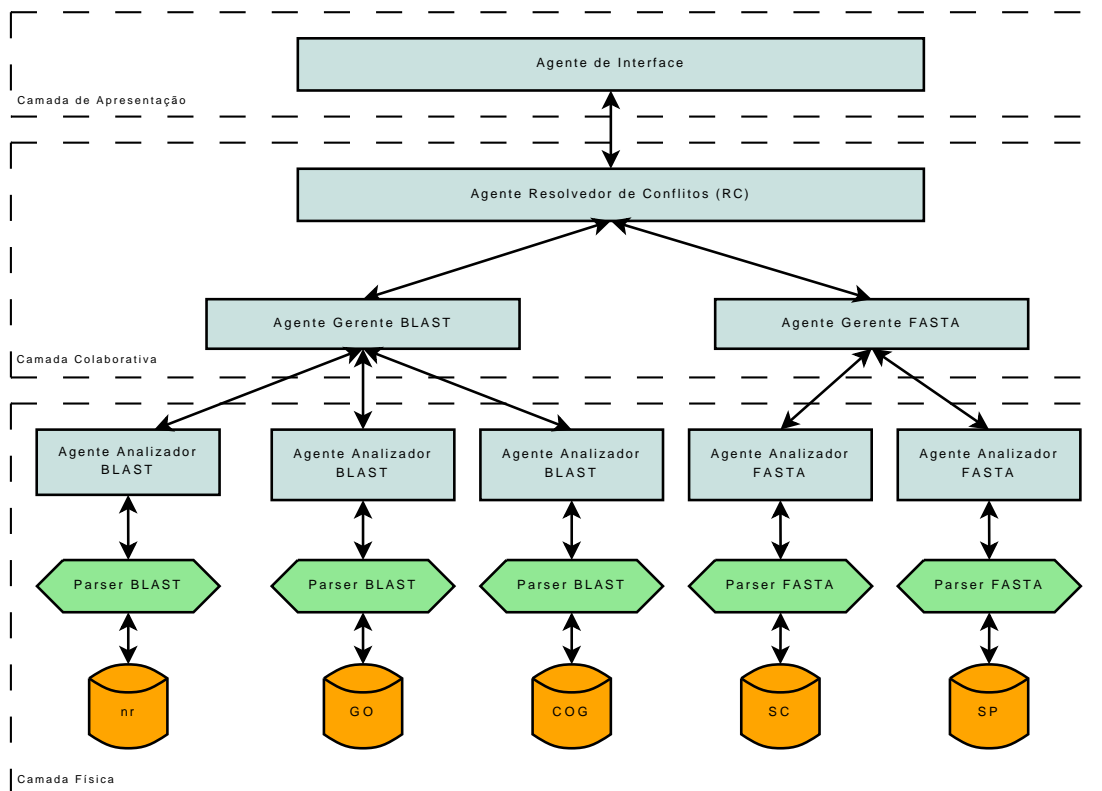 Agente de Interface
Camada de Apresentação
Agente Resolvedor de Conflitos (RC)
Agente Gerente BLAST
Agente Gerente FASTA
Camada Colaborativa
Agente Analizador
BLAST
Agente Analizador
BLAST
Agente Analizador
BLAST
Agente Analizador
FASTA
Agente Analizador
FASTA
Parser BLAST
Parser BLAST
Parser BLAST
Parser FASTA
Parser FASTA
nr
GO
COG
SC
SP
Camada Física